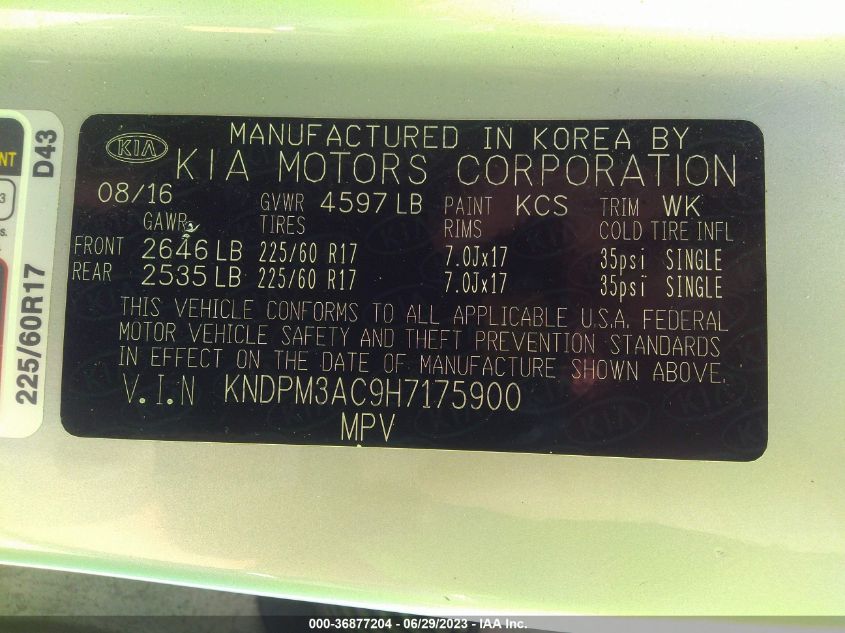 KIA
MANUFACTURED IN KOREA BY
KIA MOTORS CORPORATION
08/16 GVWR 4597 LB PAINT KCS TRIM WK
GAWR TIRES RIMS COLD TIRE INFL
FRONT 2646 LB 225/60 R17 7.0Jx17 35psi SINGLE
REAR 2535 LB 225/60 R17 7.0Jx17 35psi SINGLE
THIS VEHICLE CONFORMS TO ALL APPLICABLE U.S.A. FEDERAL
MOTOR VEHICLE SAFETY AND THEFT PREVENTION STANDARDS
IN EFFECT ON THE DATE OF MANUFACTURE SHOWN ABOVE.
V.I.N KNDPM3AC9H7175900
MPV
D43
225/60R17
NT
3
s.
000-36877204 - 06/29/2023 - IAA Inc.